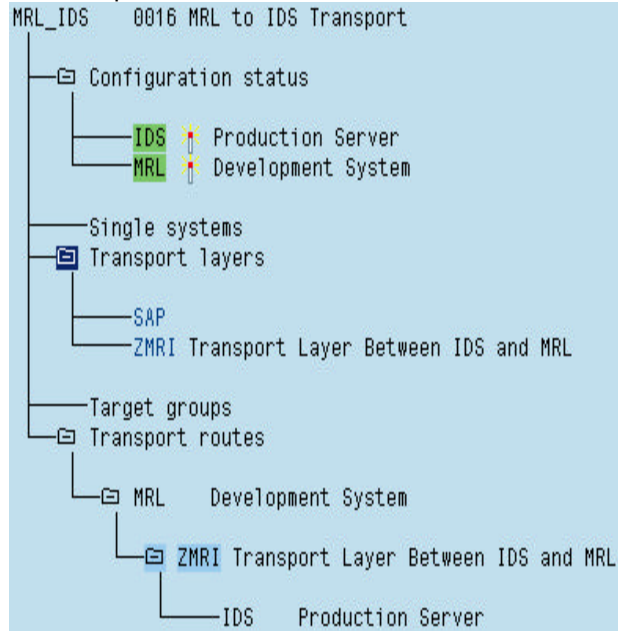 MRL_IDS 0016 MRL to IDS Transport
Configuration status
IDS Production Server
MRL Development System
Single systems
Transport layers
SAP
ZMRI Transport Layer Between IDS and MRL
Target groups
Transport routes
MRL Development System
ZMRI Transport Layer Between IDS and MRL
IDS Production Server